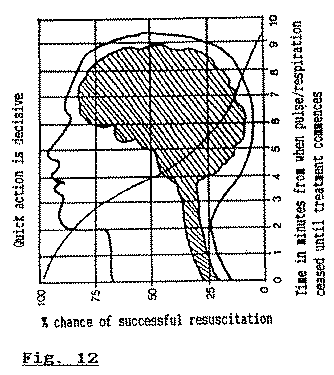 Quick action is decisive
100
75
50
25
0
% chance of successful resuscitation
0 1 2 3 4 5 6 7 8 9 10
Time in minutes from when pulse/respiration
ceased until treatment commences
Fig. 12